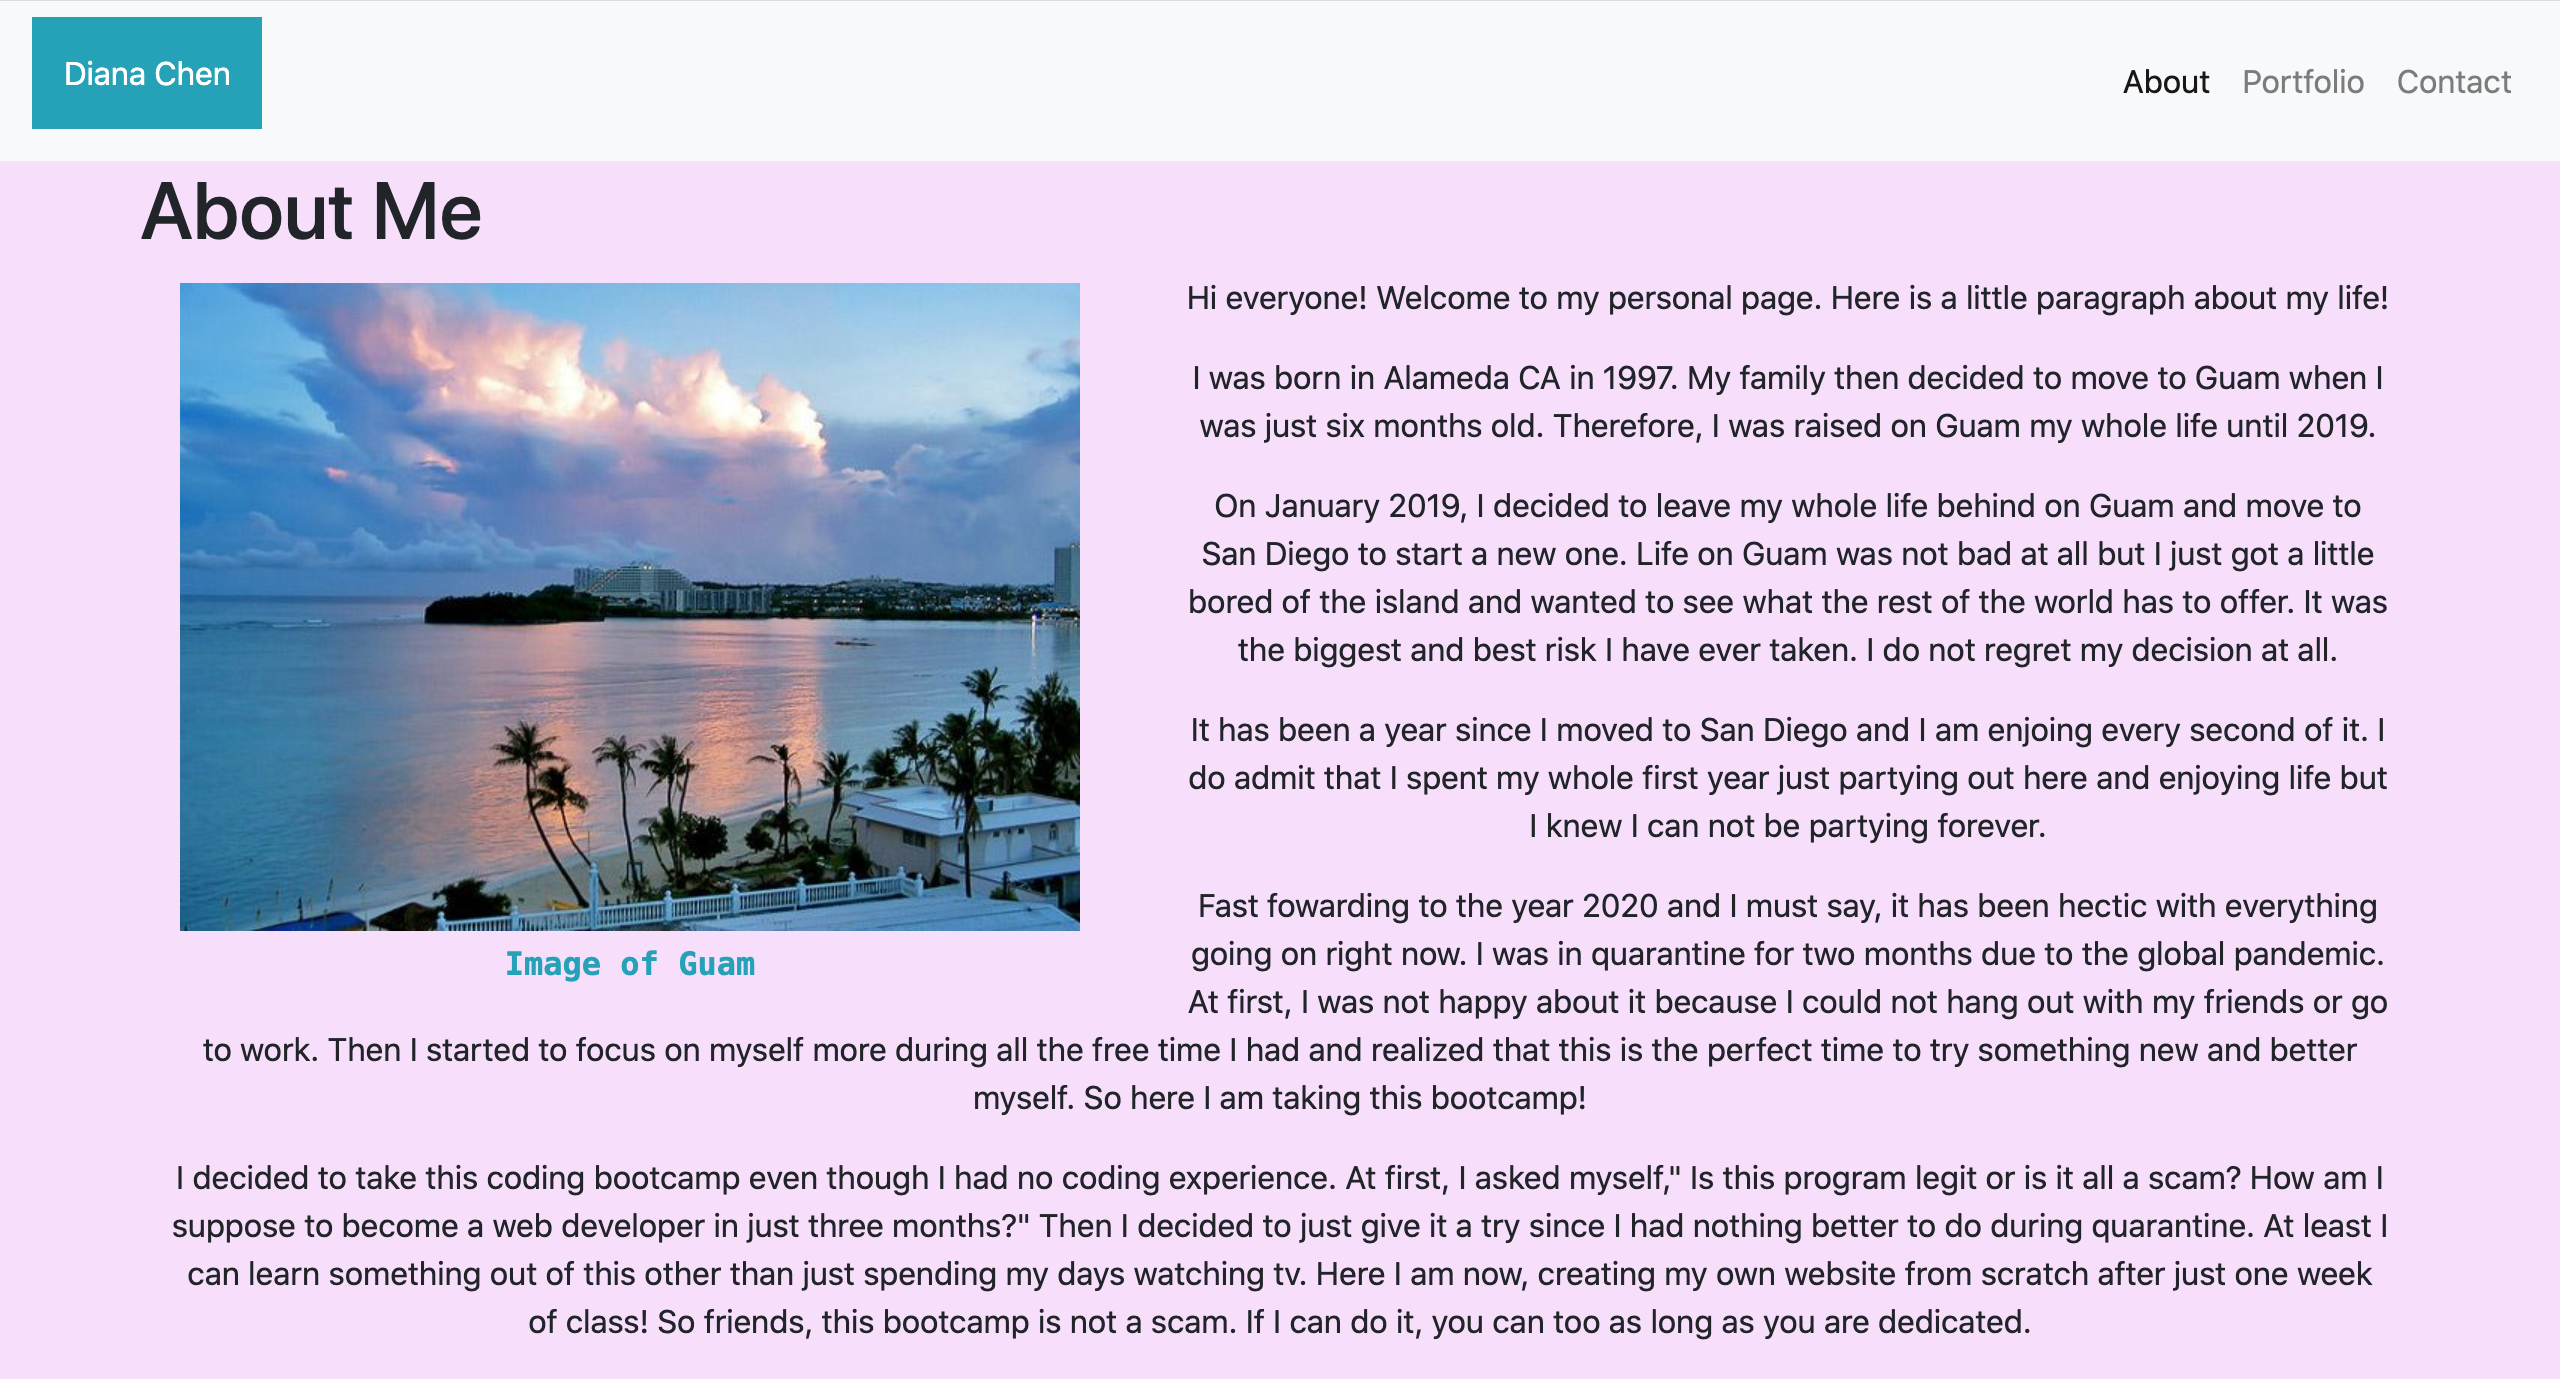 Diana Chen
About Portfolio Contact
About Me
Hi everyone! Welcome to my personal page. Here is a little paragraph about my life!
I was born in Alameda CA in 1997. My family then decided to move to Guam when I
was just six months old. Therefore, I was raised on Guam my whole life until 2019.
On January 2019, I decided to leave my whole life behind on Guam and move to
San Diego to start a new one. Life on Guam was not bad at all but I just got a little
bored of the island and wanted to see what the rest of the world has to offer. It was
the biggest and best risk I have ever taken. I do not regret my decision at all.
It has been a year since I moved to San Diego and I am enjoing every second of it. I
do admit that I spent my whole first year just partying out here and enjoying life but
I knew I can not be partying forever.
Image of Guam
Fast fowarding to the year 2020 and I must say, it has been hectic with everything
going on right now. I was in quarantine for two months due to the global pandemic.
At first, I was not happy about it because I could not hang out with my friends or go
to work. Then I started to focus on myself more during all the free time I had and realized that this is the perfect time to try something new and better
myself. So here I am taking this bootcamp!
I decided to take this coding bootcamp even though I had no coding experience. At first, I asked myself," Is this program legit or is it all a scam? How am I
suppose to become a web developer in just three months?" Then I decided to just give it a try since I had nothing better to do during quarantine. At least I
can learn something out of this other than just spending my days watching tv. Here I am now, creating my own website from scratch after just one week
of class! So friends, this bootcamp is not a scam. If I can do it, you can too as long as you are dedicated.